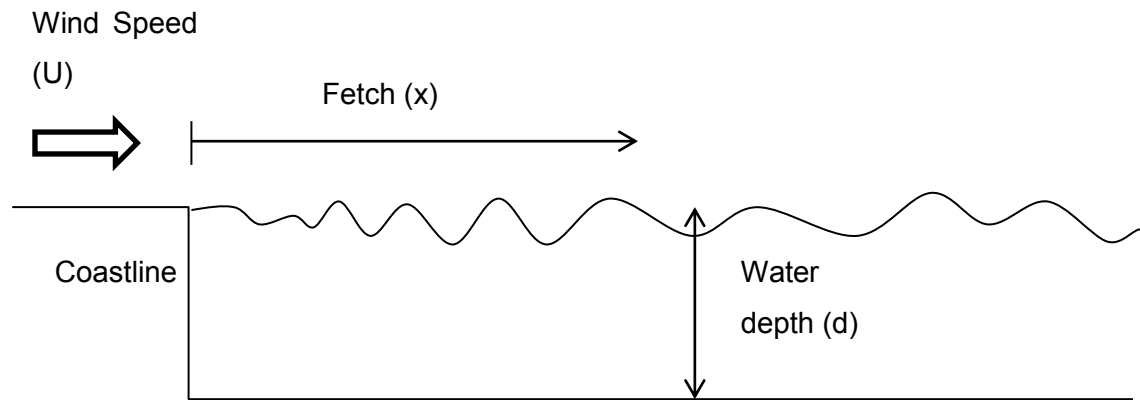 Wind Speed
(U)
Fetch (x)
Coastline
Water
depth (d)